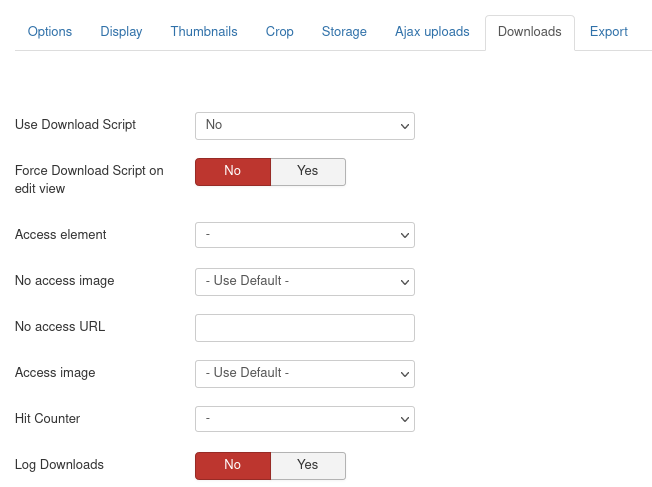 Options Display Thumbnails Crop Storage Ajax uploads Downloads Export
Use Download Script No
Force Download Script on
edit view No Yes
Access element -
No access image - Use Default -
No access URL
Access image - Use Default -
Hit Counter -
Log Downloads No Yes